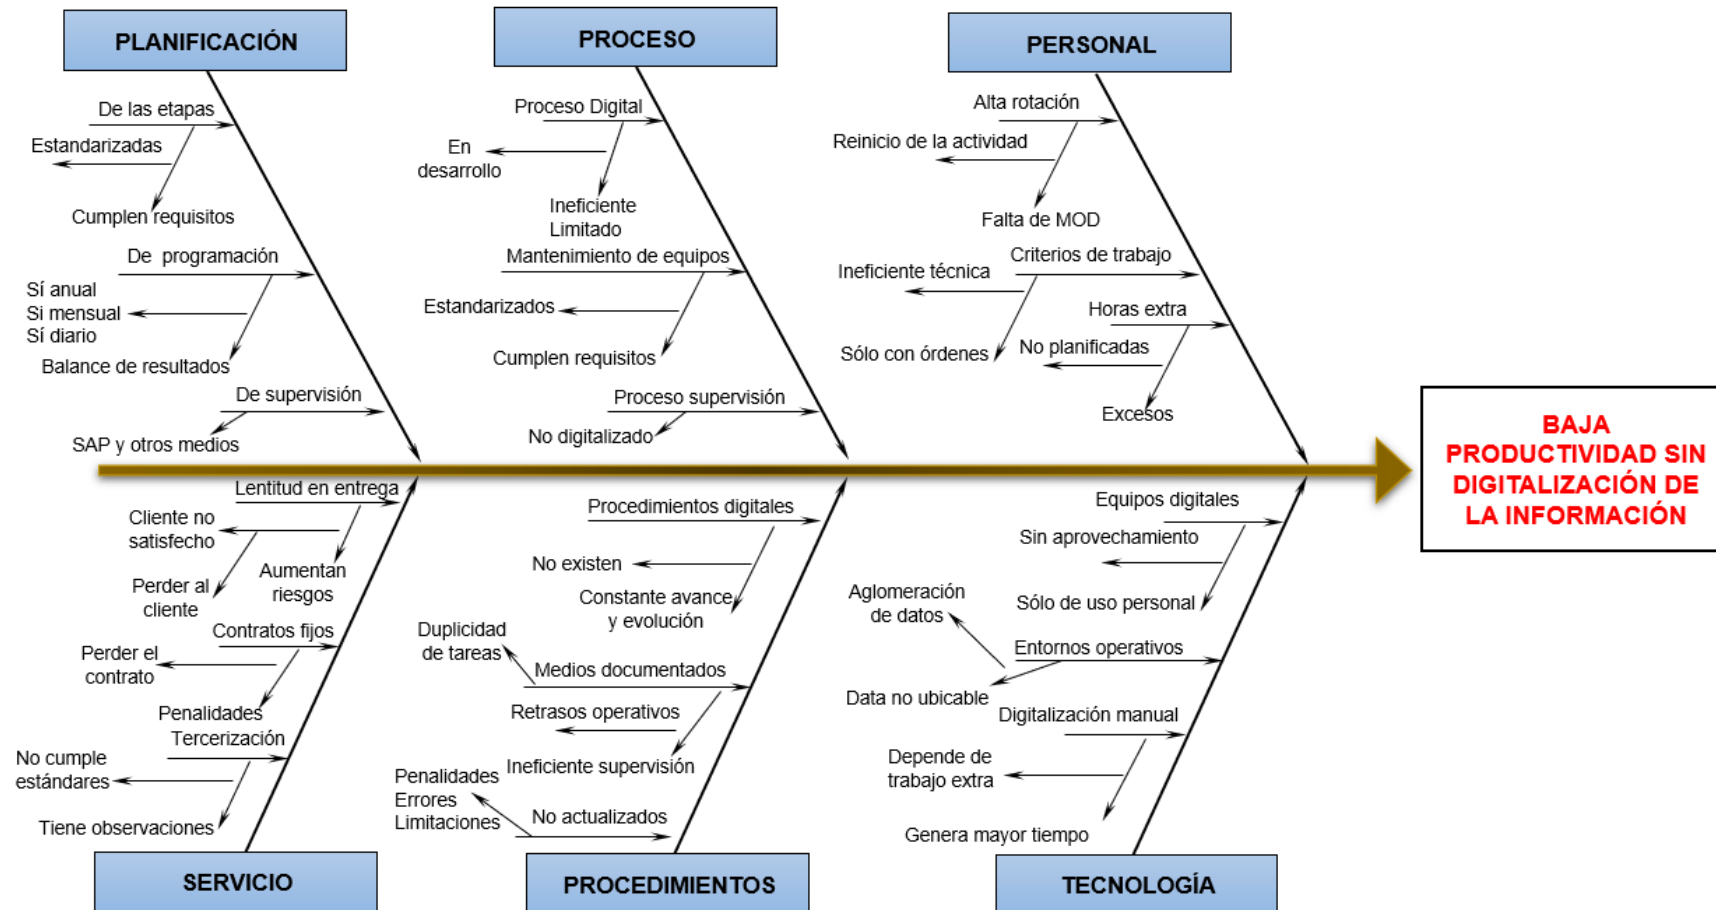 PLANIFICACIÓN
De las etapas
Estandarizadas
Cumplen requisitos
De programación
Sí anual
Si mensual
Sí diario
Balance de resultados
De supervisión
SAP y otros medios
PROCESO
Proceso Digital
En
desarrollo
Ineficiente
Limitado
Mantenimiento de equipos
Estandarizados
Cumplen requisitos
Proceso supervisión
No digitalizado
PERSONAL
Alta rotación
Reinicio de la actividad
Falta de MOD
Criterios de trabajo
Ineficiente técnica
Sólo con órdenes
Horas extra
No planificadas
Excesos
BAJA
PRODUCTIVIDAD SIN
DIGITALIZACIÓN DE
LA INFORMACIÓN
Lentitud en entrega
Cliente no
satisfecho
Perder al
cliente
Aumentan
riesgos
Contratos fijos
Perder el
contrato
Penalidades
Tercerización
No cumple
estándares
Tiene observaciones
SERVICIO
Procedimientos digitales
No existen
Constante avance
y evolución
Duplicidad
de tareas
Medios documentados
Retrasos operativos
Ineficiente supervisión
Penalidades
Errores
Limitaciones
No actualizados
PROCEDIMIENTOS
Equipos digitales
Sin aprovechamiento
Sólo de uso personal
Aglomeración
de datos
Entornos operativos
Data no ubicable
Digitalización manual
Depende de
trabajo extra
Genera mayor tiempo
TECNOLOGÍA